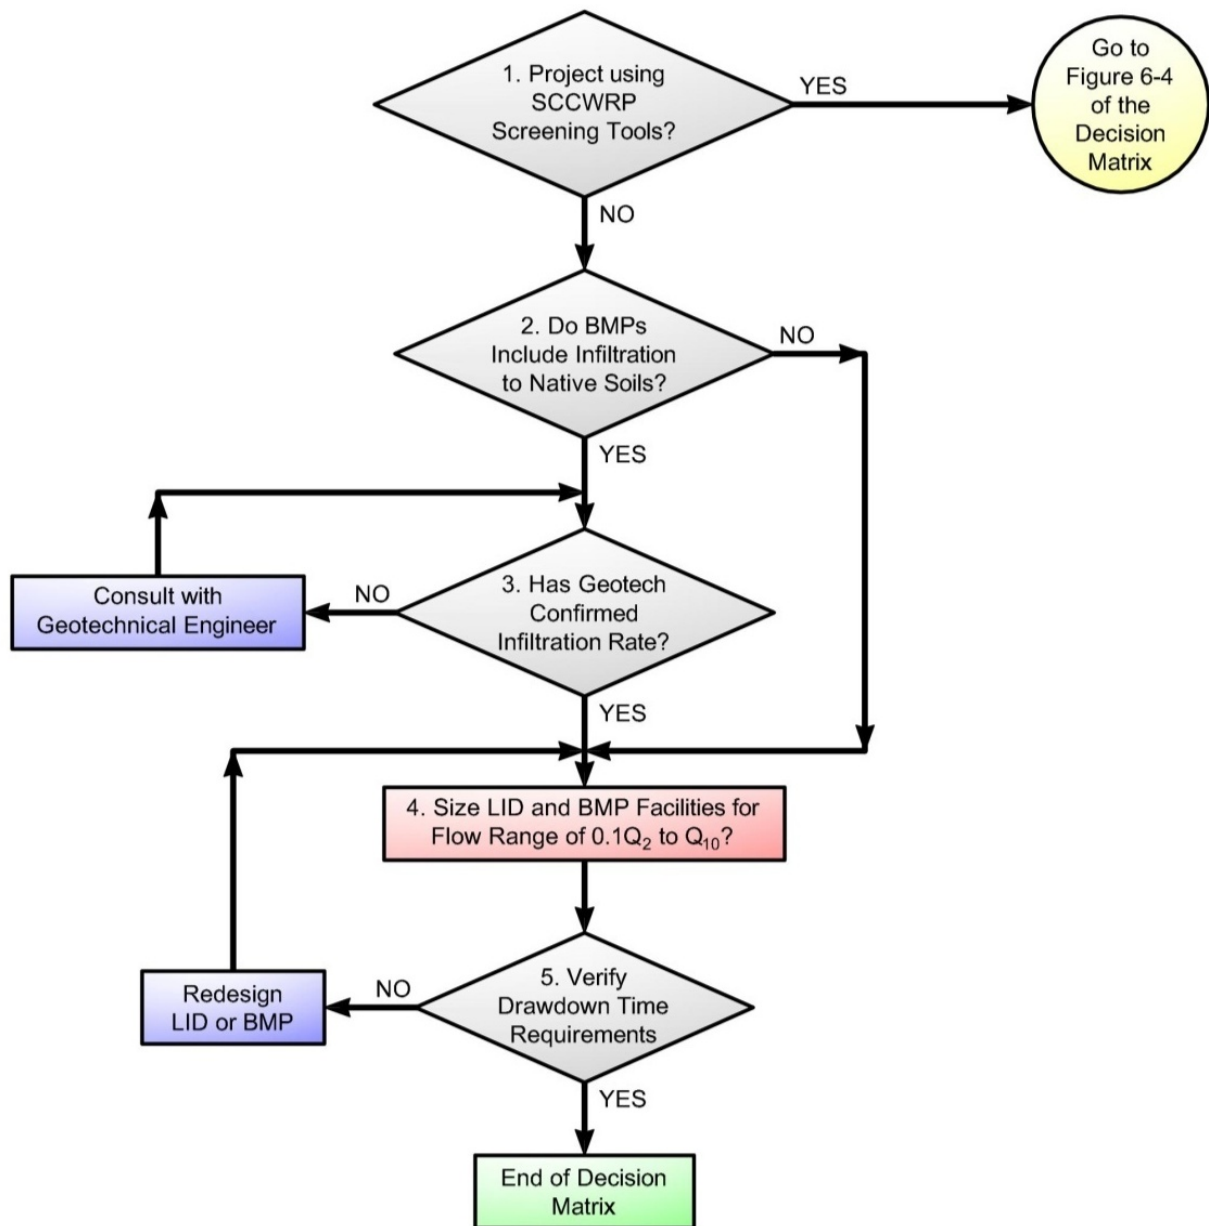 1. Project using
SCCWRP
Screening Tools?
YES
Go to
Figure 6-4
of the
Decision
Matrix
NO
2. Do BMPs
Include Infiltration
to Native Soils?
NO
YES
3. Has Geotech
Confirmed
Infiltration Rate?
NO
Consult with
Geotechnical Engineer
YES
4. Size LID and BMP Facilities for
Flow Range of 0.1Q₂ to Q₁₀?
5. Verify
Drawdown Time
Requirements
NO
Redesign
LID or BMP
YES
End of Decision
Matrix